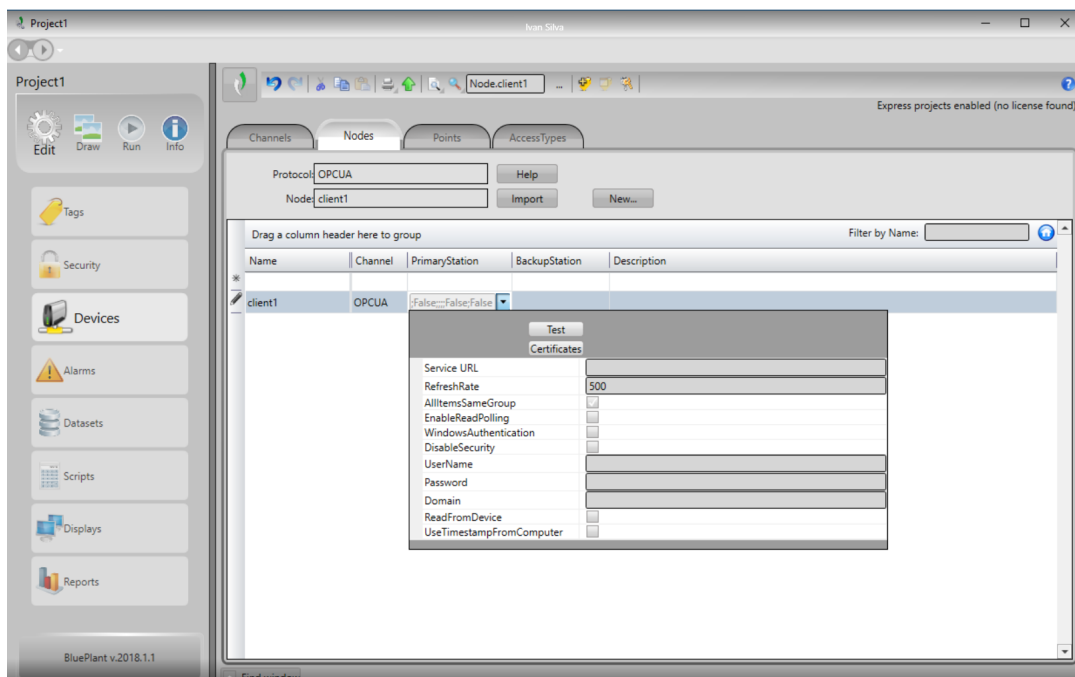 Project1
Ivan Silva
Project1
Edit
Draw
Run
Info
Node.client1
...
Express projects enabled (no license found)
Channels
Nodes
Points
AccessTypes
Protocol: OPCUA
Help
Node: client1
Import
New...
Drag a column header here to group
Filter by Name:
Name
Channel
PrimaryStation
BackupStation
Description
client1
OPCUA
;False;;;;False;False
Test
Certificates
Service URL
RefreshRate
500
AllItemsSameGroup
EnableReadPolling
WindowsAuthentication
DisableSecurity
UserName
Password
Domain
ReadFromDevice
UseTimestampFromComputer
Tags
Security
Devices
Alarms
Datasets
Scripts
Displays
Reports
BluePlant v.2018.1.1
Find window